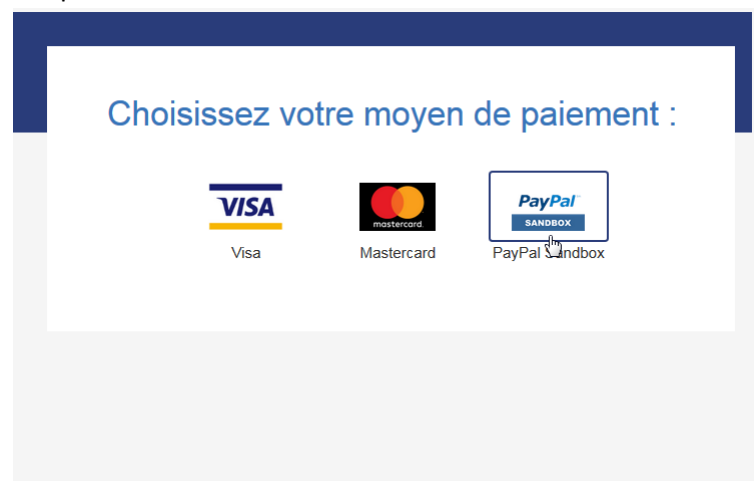 Choisissez votre moyen de paiement :
VISA
mastercard.
PayPal
SANDBOX
Visa
Mastercard
PayPal Sandbox